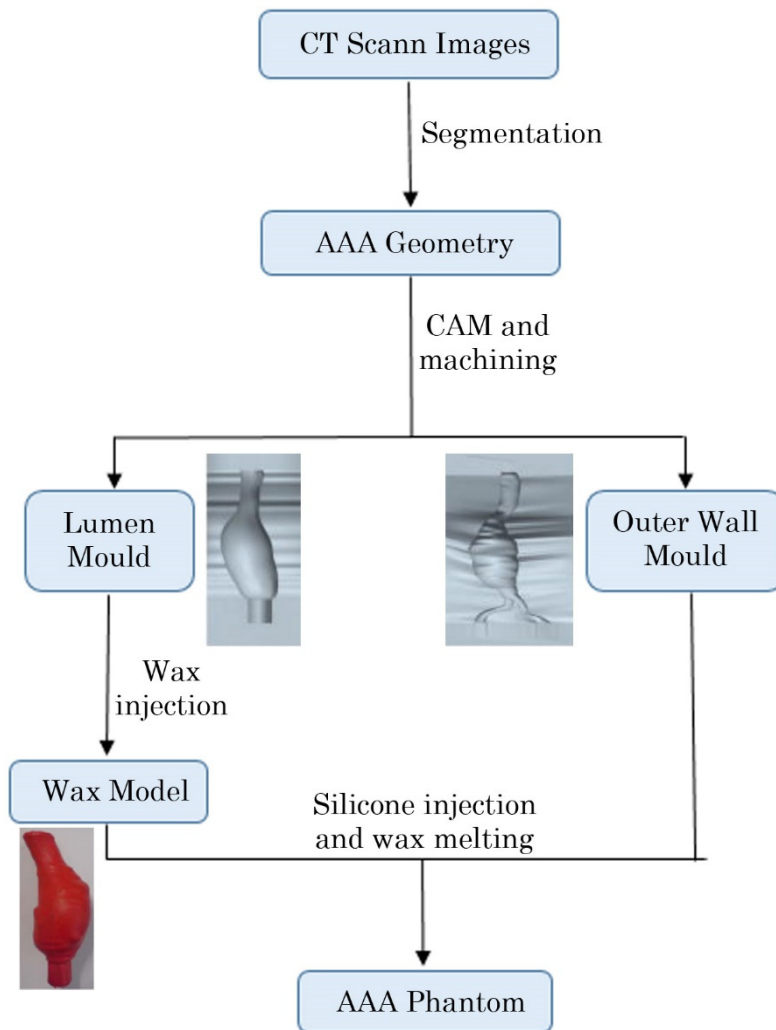 CT Scann Images
Segmentation
AAA Geometry
CAM and
machining
Lumen
Mould
Outer Wall
Mould
Wax
injection
Wax Model
Silicone injection
and wax melting
AAA Phantom